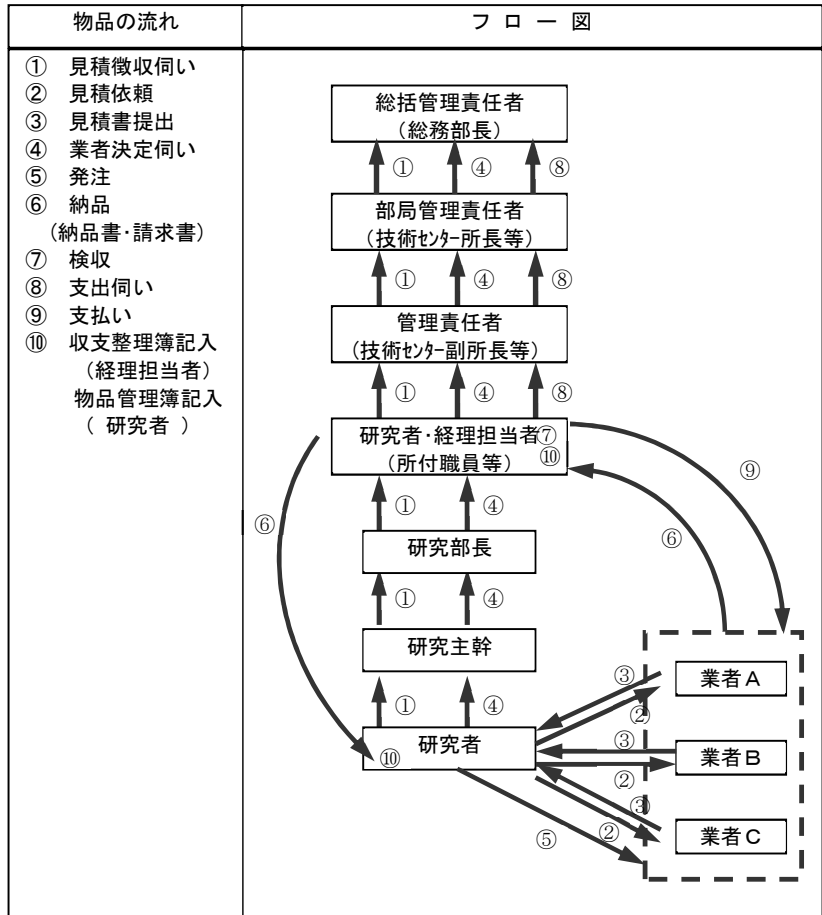 物品の流れ
フロー図
① 見積徴収伺い
② 見積依頼
③ 見積書提出
④ 業者決定伺い
⑤ 発注
⑥ 納品
(納品書・請求書)
⑦ 検収
⑧ 支出伺い
⑨ 支払い
⑩ 収支整理簿記入
(経理担当者)
物品管理簿記入
( 研究者 )
総括管理責任者
(総務部長)
① ④ ⑧
部局管理責任者
(技術センター所長等)
① ④ ⑧
管理責任者
(技術センター副所長等)
① ④ ⑧
研究者・経理担当者⑦
(所付職員等) ⑩
⑨
① ④
⑥
⑥
研究部長
① ④
研究主幹
① ④
③
業者A
②
研究者
⑩
③
業者B
②
③
②
業者C
⑤